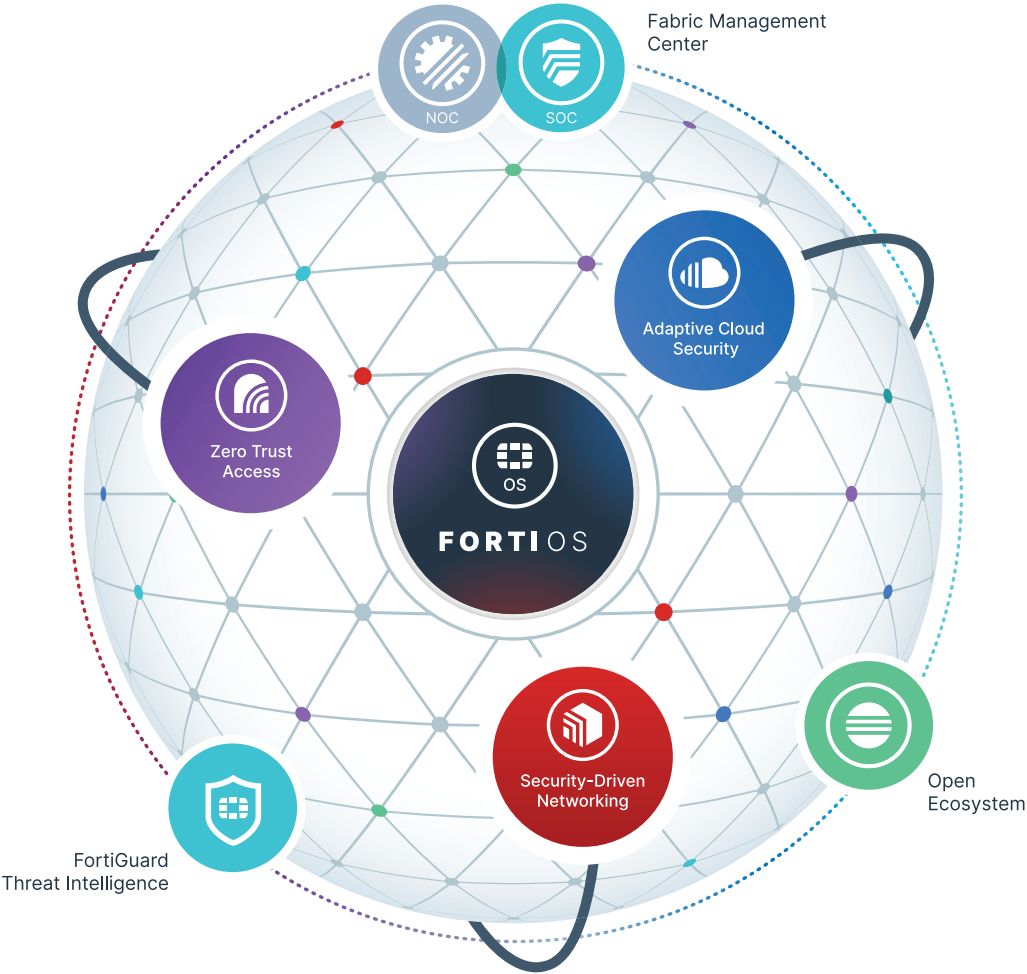 Fabric Management
Center
NOC
SOC
Adaptive Cloud
Security
Zero Trust
Access
OS
FORTIOS
Security-Driven
Networking
Open
Ecosystem
FortiGuard
Threat Intelligence